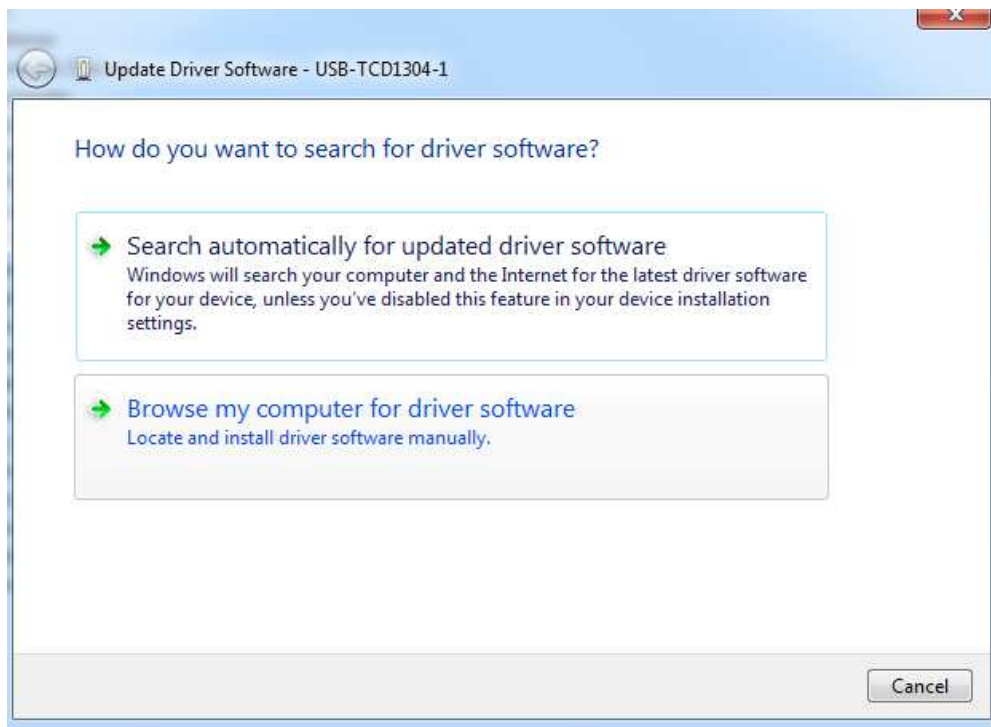 Update Driver Software - USB-TCD1304-1
How do you want to search for driver software?
Search automatically for updated driver software
Windows will search your computer and the Internet for the latest driver software
for your device, unless you've disabled this feature in your device installation
settings.
Browse my computer for driver software
Locate and install driver software manually.
Cancel